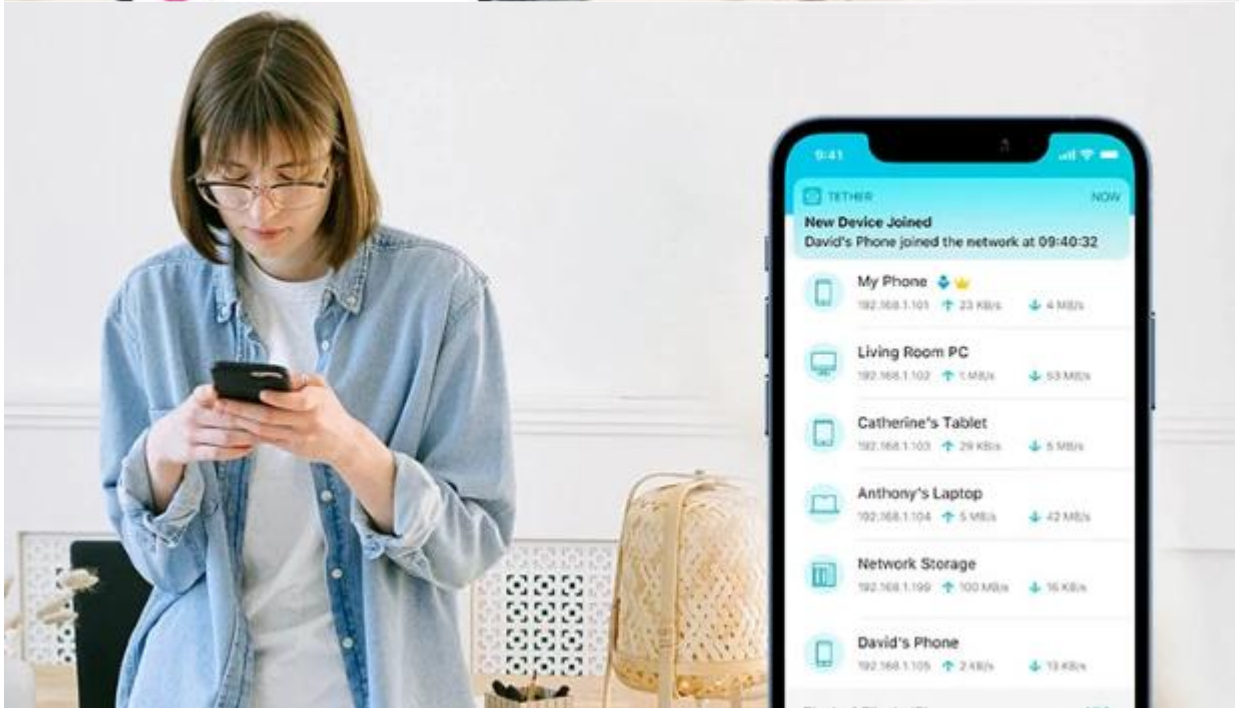 9:41
TETHER NOW
New Device Joined
David's Phone joined the network at 09:40:32
My Phone
192.168.1.101 23 KB/s 4 MB/s
Living Room PC
192.168.1.102 1 MB/s 53 MB/s
Catherine's Tablet
192.168.1.103 29 KB/s 5 MB/s
Anthony's Laptop
192.168.1.104 5 MB/s 42 MB/s
Network Storage
192.168.1.199 100 MB/s 16 KB/s
David's Phone
192.168.1.105 2 KB/s 13 KB/s